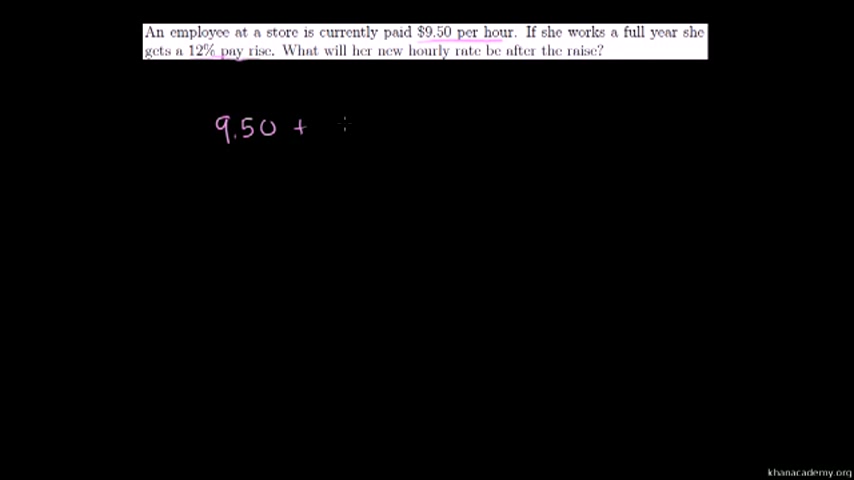 An employee at a store is currently paid $9.50 per hour. If she works a full year she
gets a 12% pay rise. What will her new hourly rate be after the raise?
9.50 +
khanacademy.org